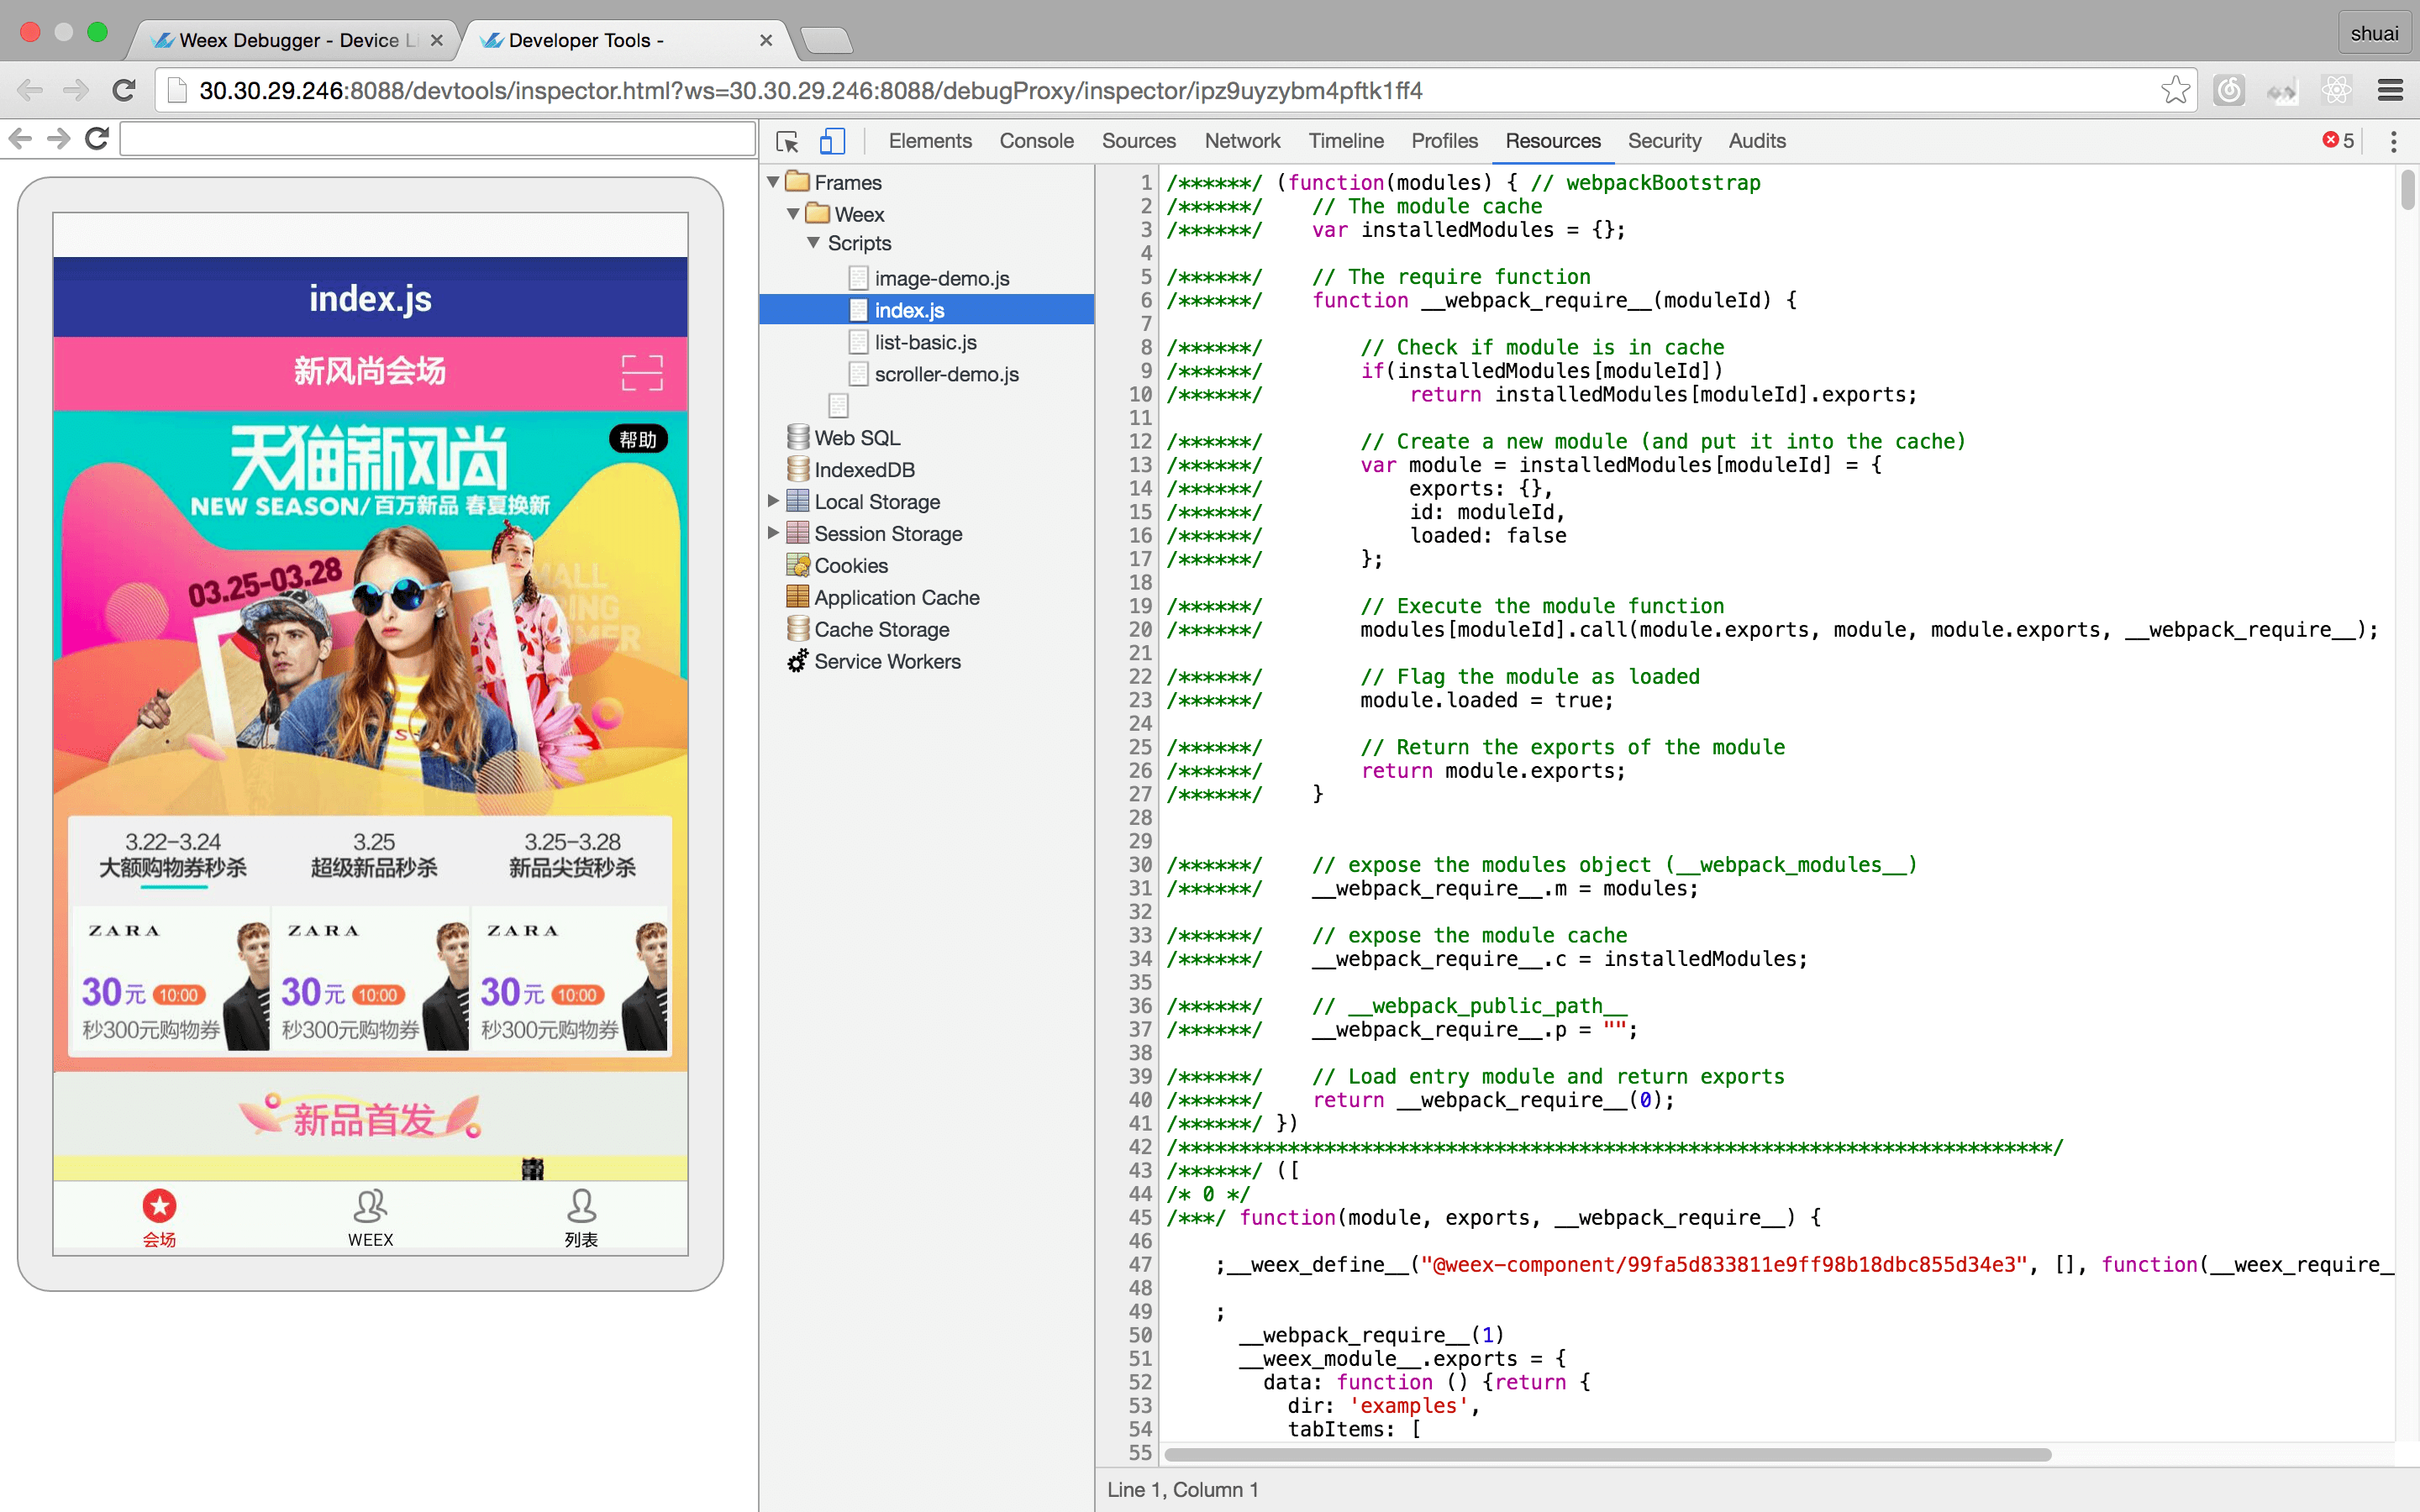 Weex Debugger - Device Li
Developer Tools -
shuai
30.30.29.246:8088/devtools/inspector.html?ws=30.30.29.246:8088/debugProxy/inspector/ipz9uyzybm4pftk1ff4
Elements Console Sources Network Timeline Profiles Resources Security Audits 5
index.js
新风尚会场
天猫新风尚
帮助
NEW SEASON/百万新品 春夏换新
03.25-03.28
3.22-3.24 3.25 3.25-3.28
大额购物券秒杀 超级新品秒杀 新品尖货秒杀
ZARA ZARA ZARA
30元 10:00 30元 10:00 30元 10:00
秒300元购物券 秒300元购物券 秒300元购物券
新品首发
会场 WEEX 列表
Frames
Weex
Scripts
image-demo.js
index.js
list-basic.js
scroller-demo.js
Web SQL
IndexedDB
Local Storage
Session Storage
Cookies
Application Cache
Cache Storage
Service Workers
1 /******/ (function(modules) { // webpackBootstrap
2 /******/ // The module cache
3 /******/ var installedModules = {};
4
5 /******/ // The require function
6 /******/ function __webpack_require__(moduleId) {
7
8 /******/ // Check if module is in cache
9 /******/ if(installedModules[moduleId])
10 /******/ return installedModules[moduleId].exports;
11
12 /******/ // Create a new module (and put it into the cache)
13 /******/ var module = installedModules[moduleId] = {
14 /******/ exports: {},
15 /******/ id: moduleId,
16 /******/ loaded: false
17 /******/ };
18
19 /******/ // Execute the module function
20 /******/ modules[moduleId].call(module.exports, module, module.exports, __webpack_require__);
21
22 /******/ // Flag the module as loaded
23 /******/ module.loaded = true;
24
25 /******/ // Return the exports of the module
26 /******/ return module.exports;
27 /******/ }
28
29
30 /******/ // expose the modules object (__webpack_modules__)
31 /******/ __webpack_require__.m = modules;
32
33 /******/ // expose the module cache
34 /******/ __webpack_require__.c = installedModules;
35
36 /******/ // __webpack_public_path__
37 /******/ __webpack_require__.p = "";
38
39 /******/ // Load entry module and return exports
40 /******/ return __webpack_require__(0);
41 /******/ })
42 /************************************************************************/
43 /******/ ([
44 /* 0 */
45 /***/ function(module, exports, __webpack_require__) {
46
47 ;__weex_define__("@weex-component/99fa5d833811e9ff98b18dbc855d34e3", [], function(__weex_require_
48
49 ;
50 __webpack_require__(1)
51 __weex_module__.exports = {
52 data: function () {return {
53 dir: 'examples',
54 tabItems: [
55
Line 1, Column 1